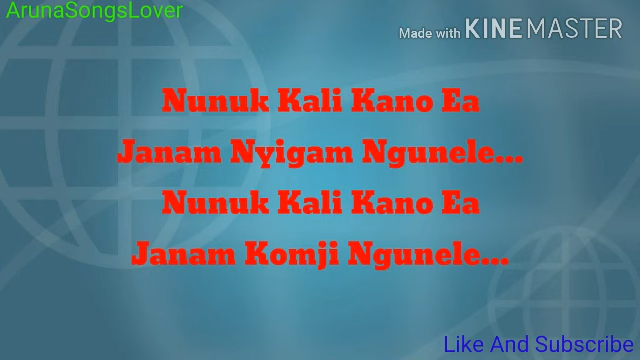 ArunaSongsLover
Made with KINEMASTER
Nunuk Kali Kano Ea
Janam Nyigam Ngunele...
Nunuk Kali Kano Ea
Janam Komji Ngunele...
Like And Subscribe